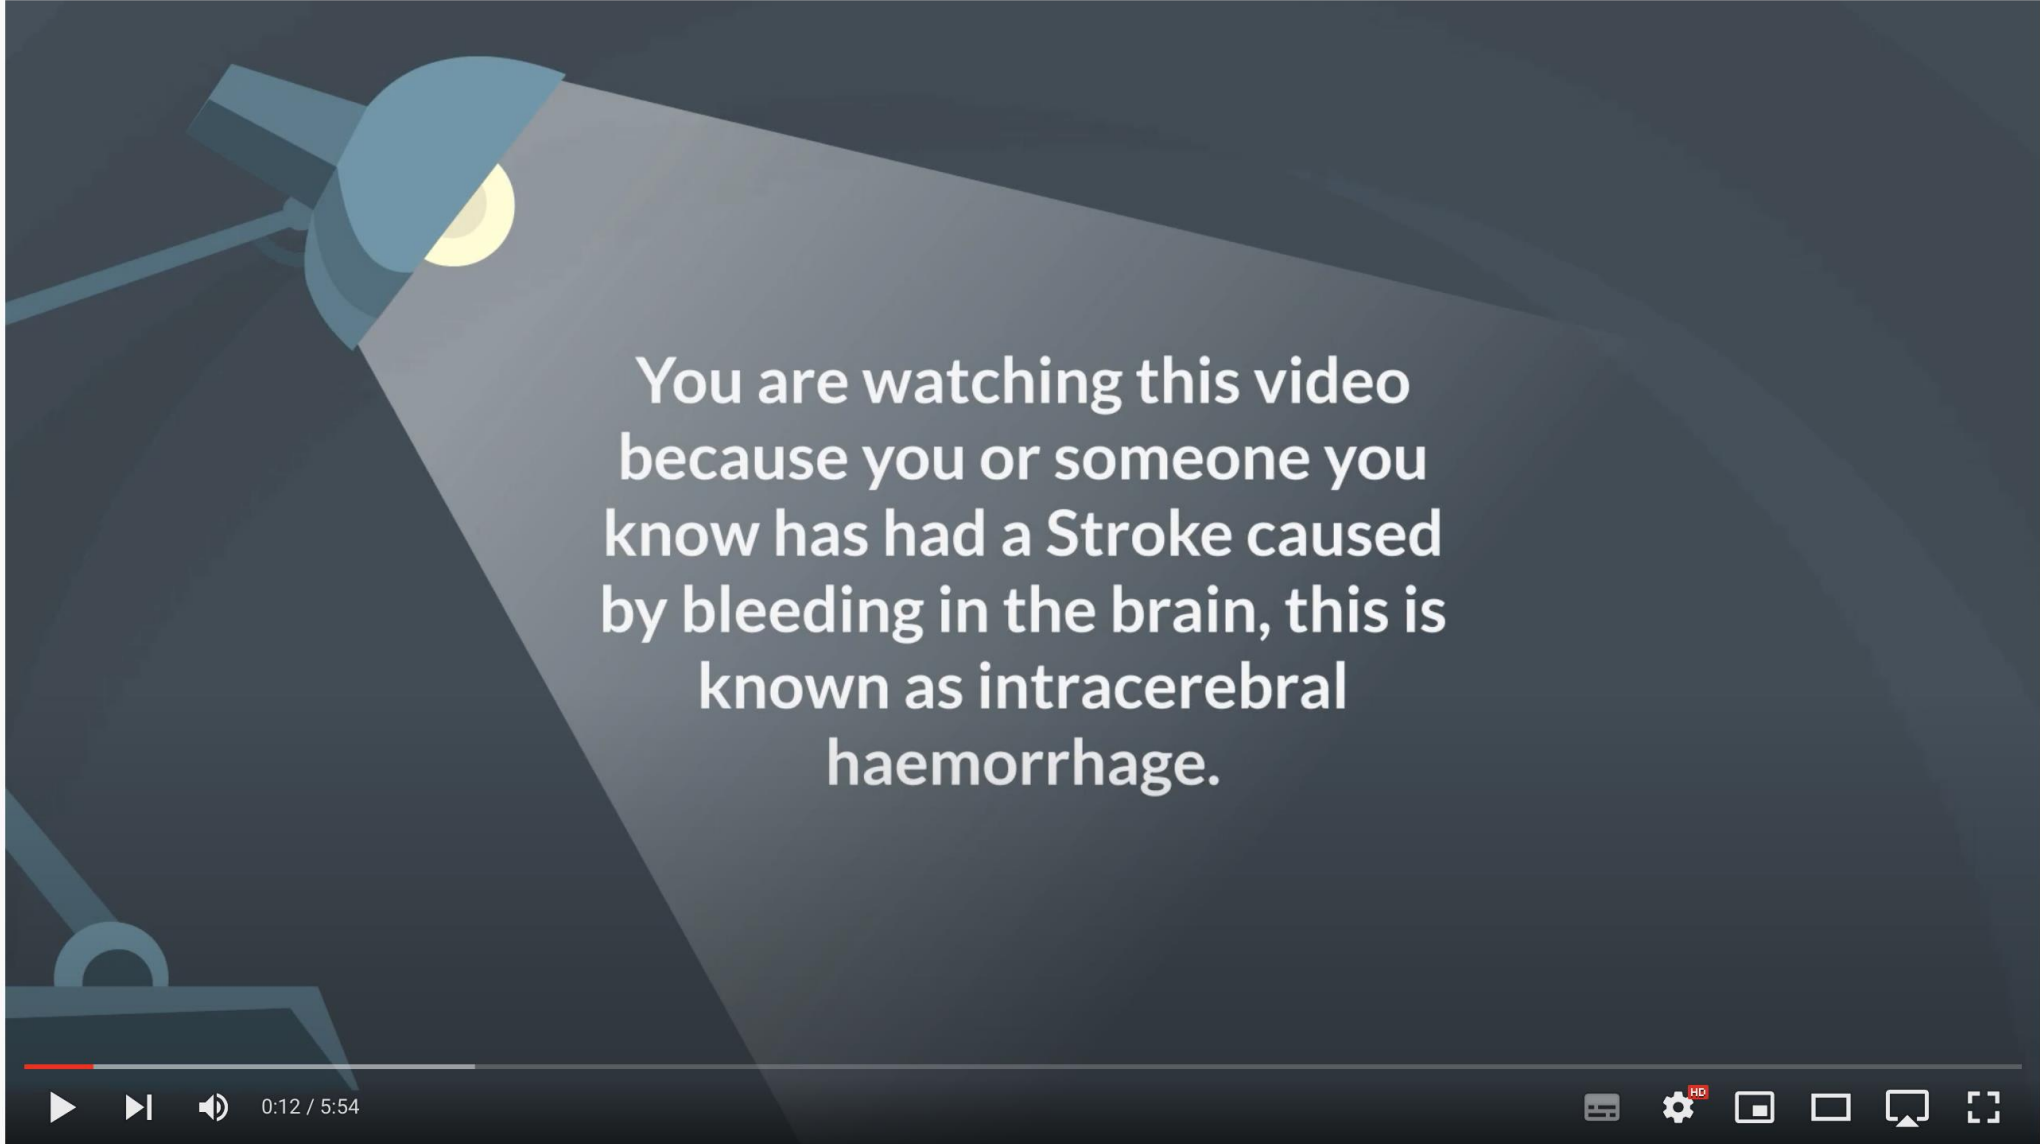 You are watching this video
because you or someone you
know has had a Stroke caused
by bleeding in the brain, this is
known as intracerebral
haemorrhage.
0:12 / 5:54
HD